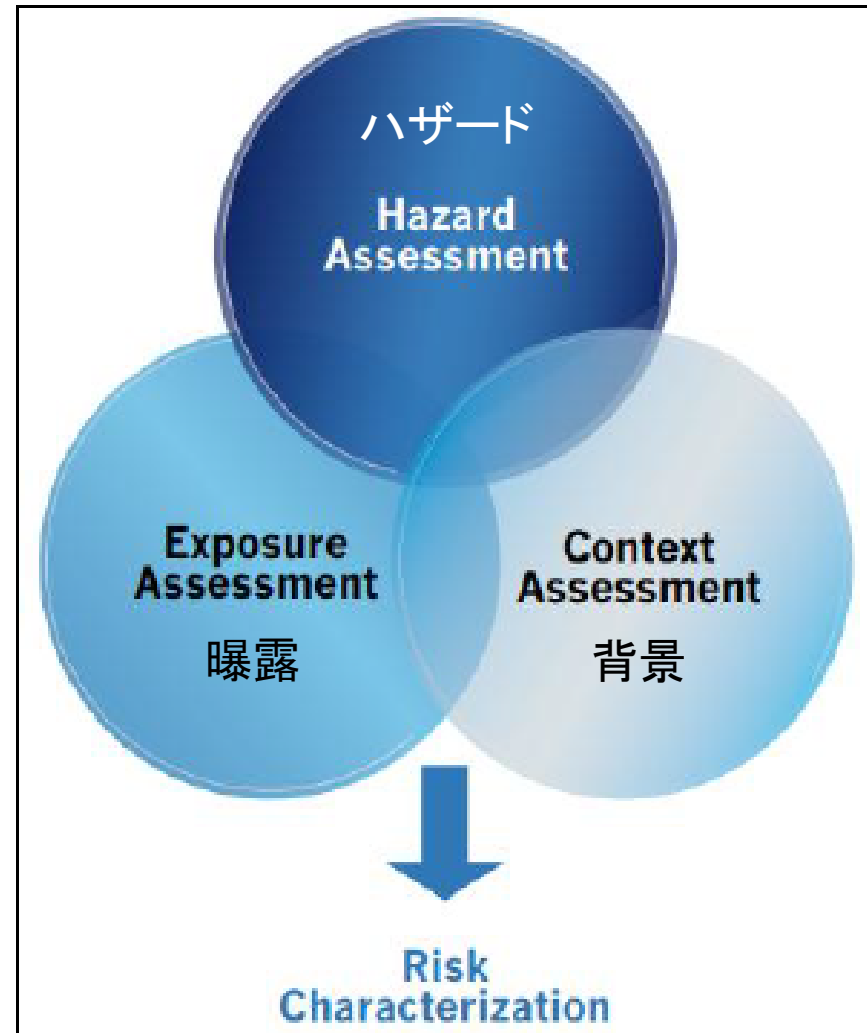 ハザード
Hazard
Assessment
Exposure
Assessment
曝露
Context
Assessment
背景
Risk
Characterization